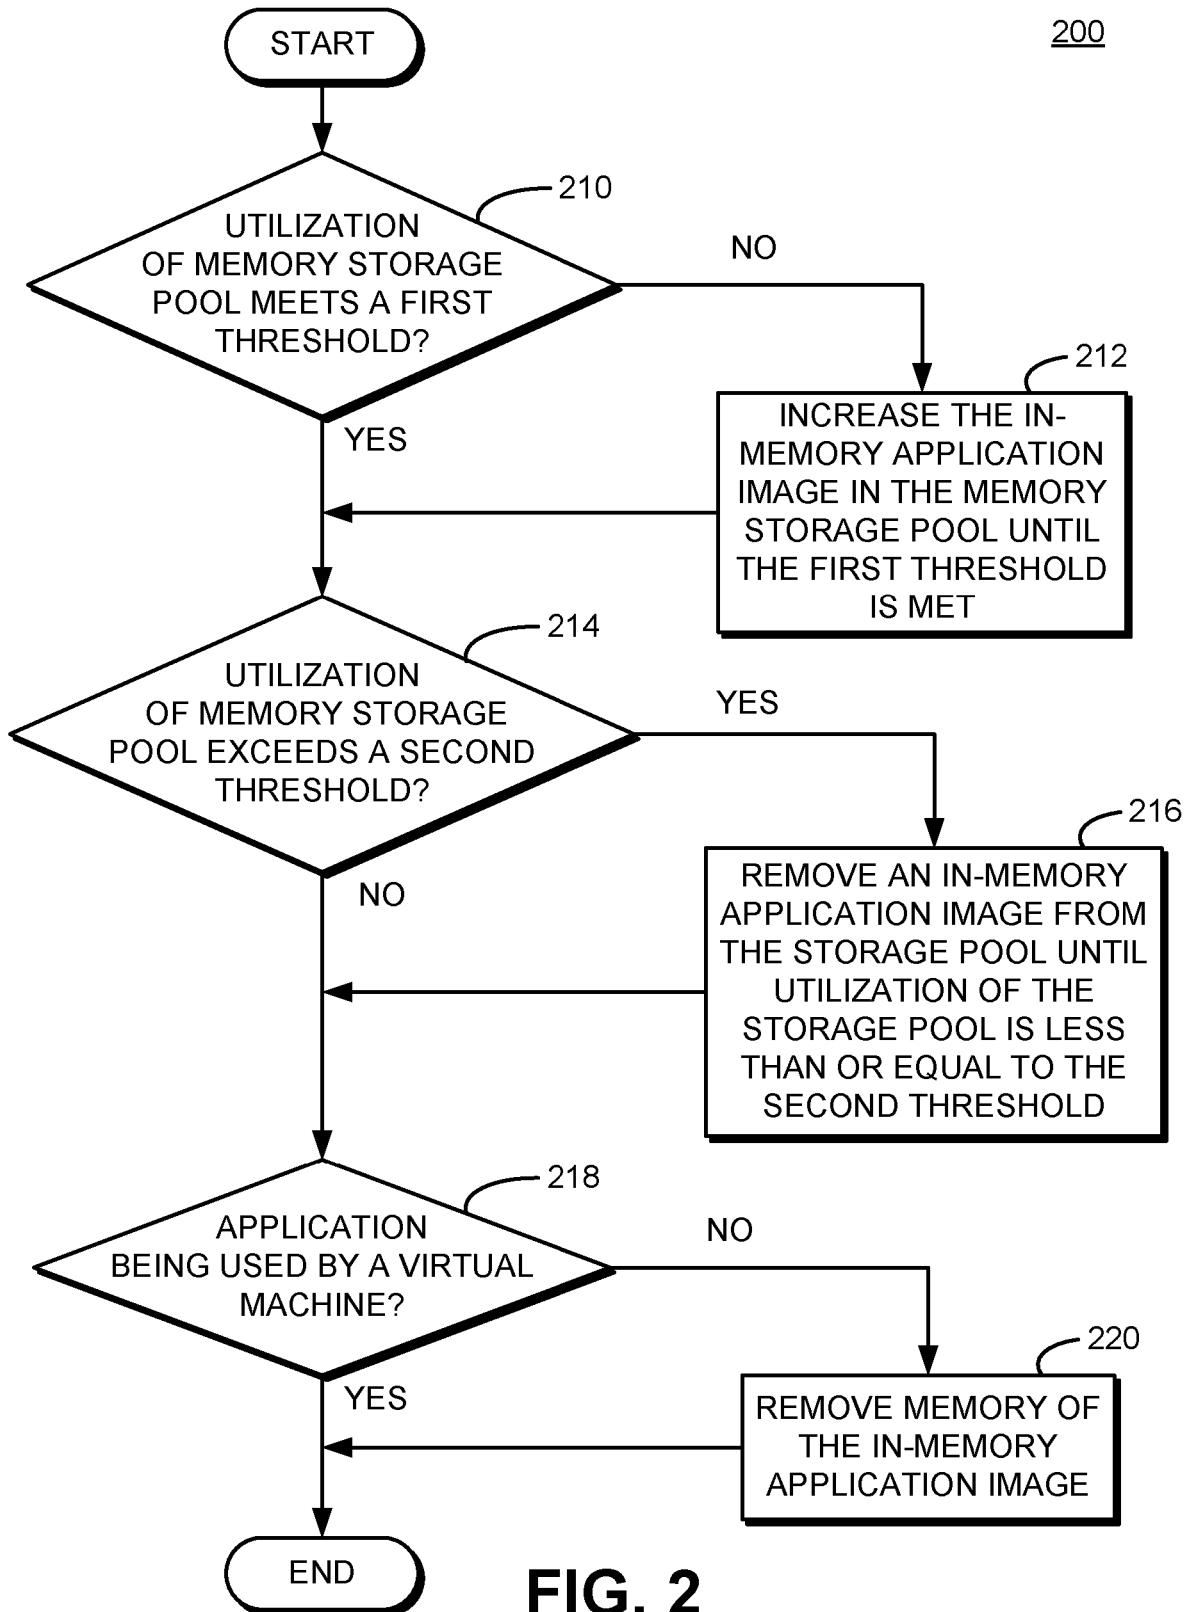 START
200
210
UTILIZATION
OF MEMORY STORAGE
POOL MEETS A FIRST
THRESHOLD?
NO
YES
212
INCREASE THE IN-
MEMORY APPLICATION
IMAGE IN THE MEMORY
STORAGE POOL UNTIL
THE FIRST THRESHOLD
IS MET
214
UTILIZATION
OF MEMORY STORAGE
POOL EXCEEDS A SECOND
THRESHOLD?
YES
NO
216
REMOVE AN IN-MEMORY
APPLICATION IMAGE FROM
THE STORAGE POOL UNTIL
UTILIZATION OF THE
STORAGE POOL IS LESS
THAN OR EQUAL TO THE
SECOND THRESHOLD
218
APPLICATION
BEING USED BY A VIRTUAL
MACHINE?
NO
YES
220
REMOVE MEMORY OF
THE IN-MEMORY
APPLICATION IMAGE
END
FIG. 2